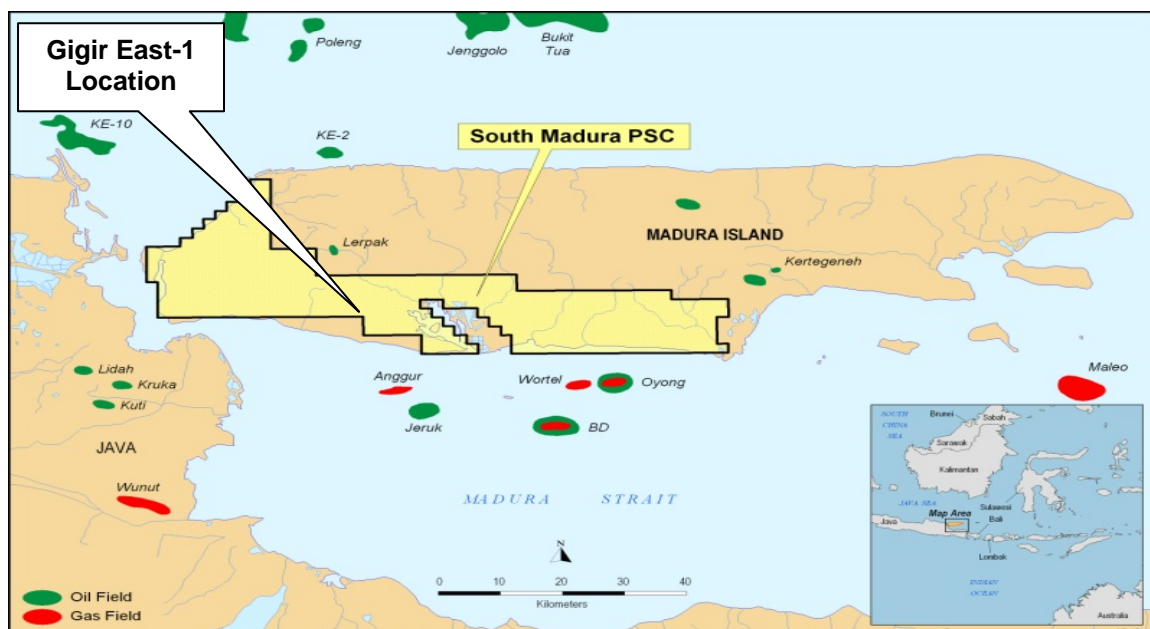 Gigir East-1
Location
Poleng
Jenggolo
Bukit
Tua
KE-10
KE-2
South Madura PSC
Lerpak
MADURA ISLAND
Kertegeneh
Lidah
Kruka
Kuti
Anggur
Wortel
Oyong
Maleo
Jeruk
BD
JAVA
Wunut
MADURA STRAIT
N
0 10 20 30 40
Kilometers
Oil Field
Gas Field
SOUTH
CHINA
SEA
Brunei
Sabah
Sarawak
Kalimantan
JAVA SEA
Sulawesi
Map Area
Java
Bali
Lombok
INDIAN
OCEAN
Australia